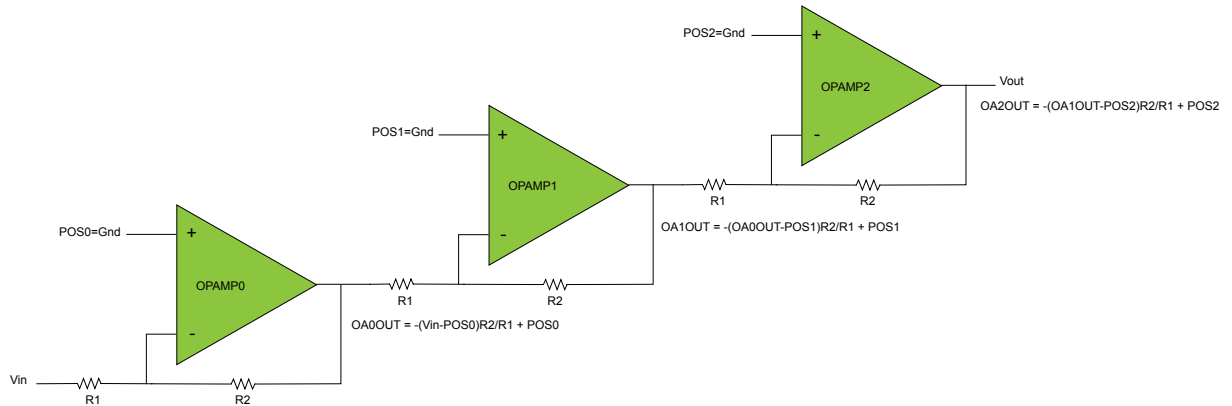 POS2=Gnd
+
OPAMP2
Vout
OA2OUT = -(OA1OUT-POS2)R2/R1 + POS2
-
R1
R2
POS1=Gnd
+
OPAMP1
OA1OUT = -(OA0OUT-POS1)R2/R1 + POS1
-
R1
R2
POS0=Gnd
+
OPAMP0
OA0OUT = -(Vin-POS0)R2/R1 + POS0
-
Vin
R1
R2